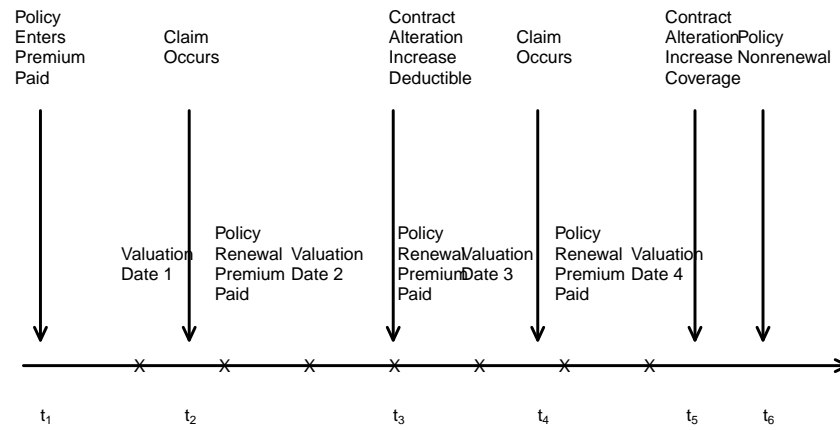 Policy
Enters
Premium
Paid
Claim
Occurs
Contract
Alteration
Increase
Deductible
Claim
Occurs
Contract
Alteration
Increase
Coverage
Policy
Nonrenewal
Valuation
Date 1
Policy
Renewal
Premium
Paid
Valuation
Date 2
Policy
Renewal
Premium
Paid
Valuation
Date 3
Policy
Renewal
Premium
Paid
Valuation
Date 4
X X X X X X X
t₁ t₂ t₃ t₄ t₅ t₆